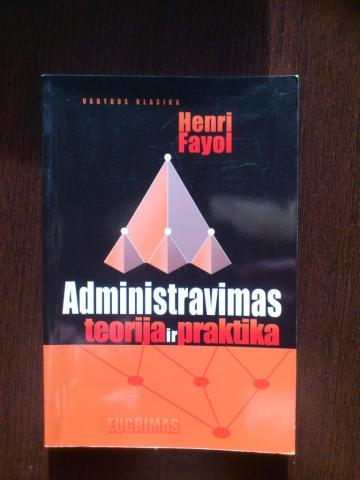 VADYBOS KLASIKA
Henri
Fayol
Administravimas
teorija ir praktika
EUGRIMAS